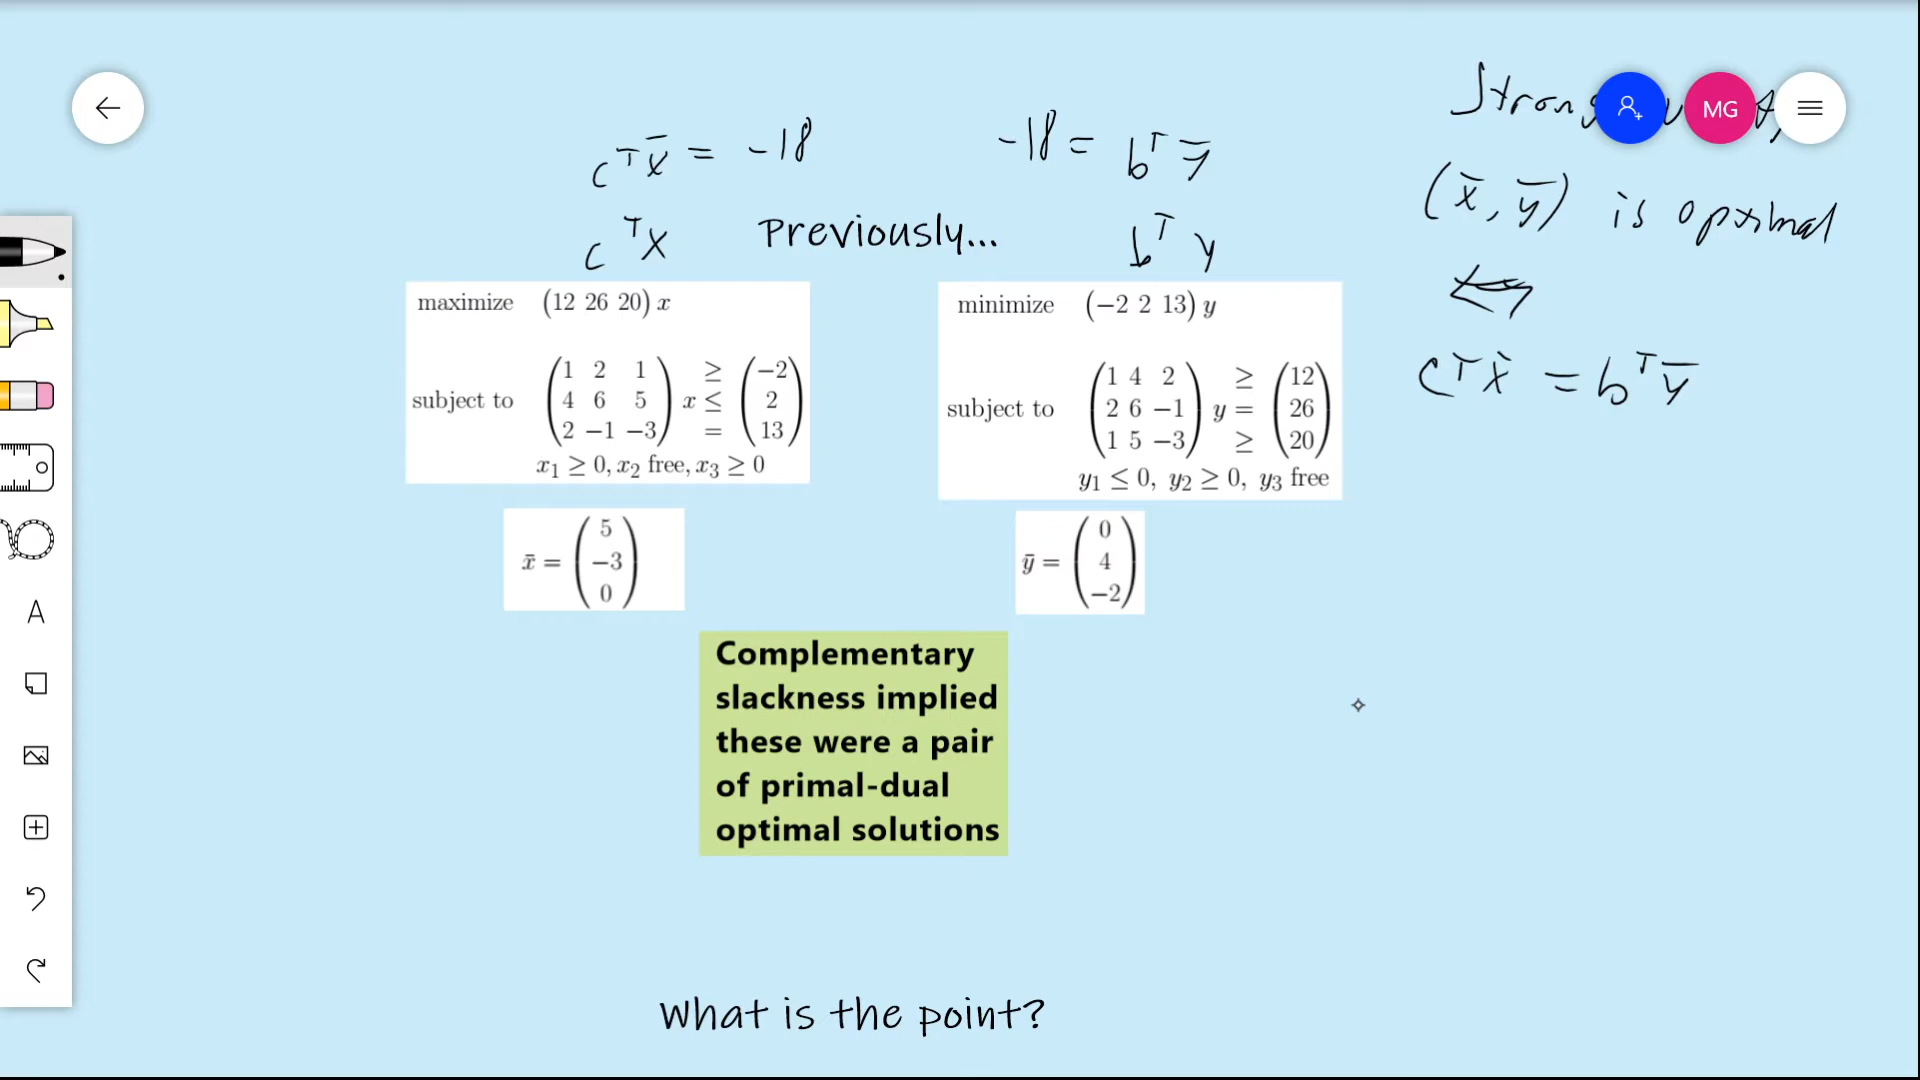 Strong
MG
c^T x̄ = -18
-18 = b^T ȳ
(x̄, ȳ) is optimal
c^T x
Previously...
b^T y
⟺
c^T x̄ = b^T ȳ
maximize (12 26 20) x
subject to
(1 2 1) ≥ (−2)
(4 6 5) x ≤ (2)
(2 −1 −3) = (13)
x₁ ≥ 0, x₂ free, x₃ ≥ 0
minimize (−2 2 13) y
subject to
(1 4 2) ≥ (12)
(2 6 −1) y = (26)
(1 5 −3) ≥ (20)
y₁ ≤ 0, y₂ ≥ 0, y₃ free
x̄ = (5
−3
0)
ȳ = (0
4
−2)
Complementary
slackness implied
these were a pair
of primal-dual
optimal solutions
What is the point?
A